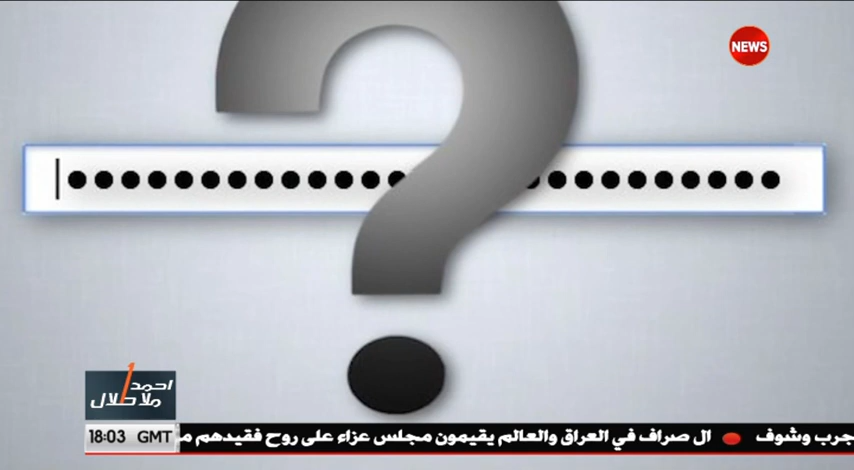 NEWS
احمد
ملا طلال
18:03 GMT
جرب وشوف ال صراف في العراق والعالم يقيمون مجلس عزاء على روح فقيدهم